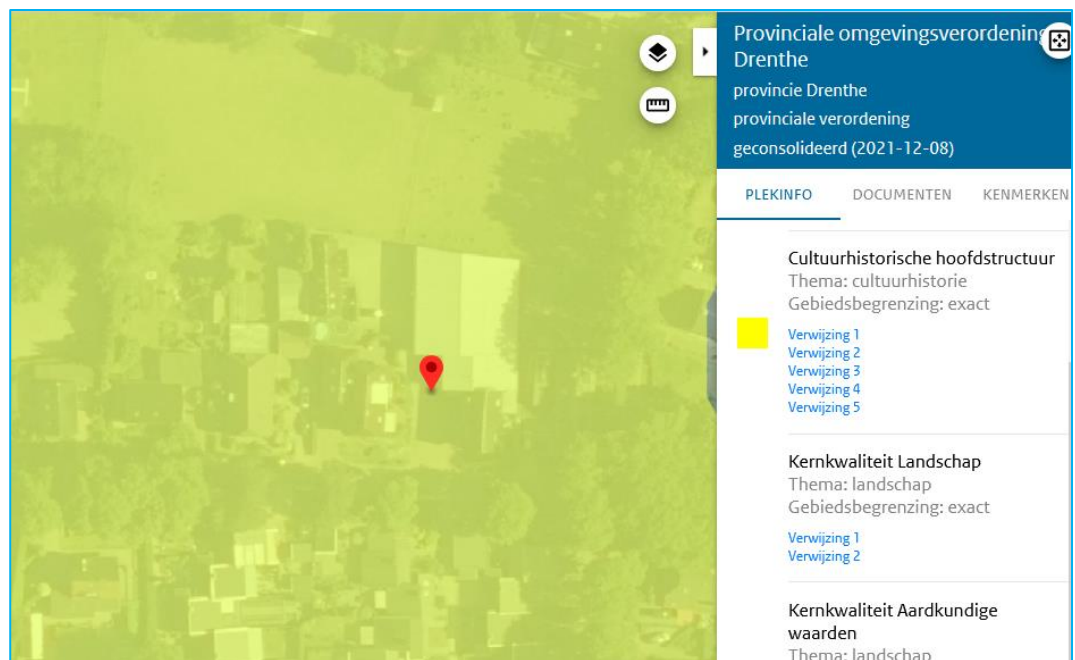 Provinciale omgevingsverordening
Drenthe
provincie Drenthe
provinciale verordening
geconsolideerd (2021-12-08)
PLEKINFO DOCUMENTEN KENMERKEN
Cultuurhistorische hoofdstructuur
Thema: cultuurhistorie
Gebiedsbegrenzing: exact
Verwijzing 1
Verwijzing 2
Verwijzing 3
Verwijzing 4
Verwijzing 5
Kernkwaliteit Landschap
Thema: landschap
Gebiedsbegrenzing: exact
Verwijzing 1
Verwijzing 2
Kernkwaliteit Aardkundige
waarden
Thema: landschap